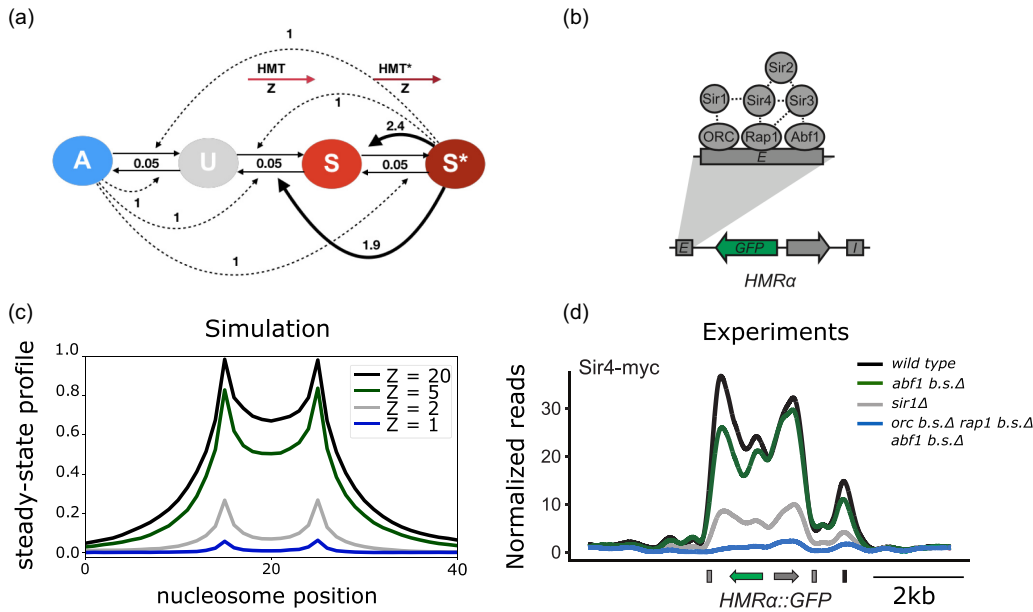 (a)
1
HMT
Z
HMT*
Z
1
2.4
A
0.05
U
0.05
S
0.05
S*
1
1
1.9
1
(b)
Sir2
Sir1
Sir4
Sir3
ORC
Rap1
Abf1
E
E
GFP
I
HMRα
(c)
Simulation
steady-state profile
1.0
0.8
0.6
0.4
0.2
0.0
0
20
40
nucleosome position
Z = 20
Z = 5
Z = 2
Z = 1
(d)
Experiments
Sir4-myc
Normalized reads
30
20
10
0
wild type
abf1 b.s.Δ
sir1Δ
orc b.s.Δ rap1 b.s.Δ
abf1 b.s.Δ
HMRα::GFP
2kb